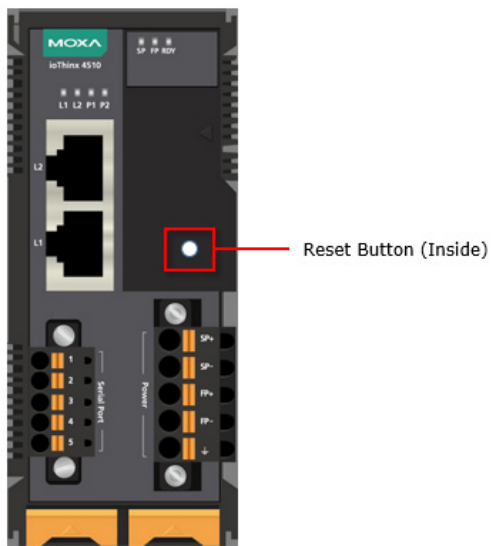 MOXA
ioThinx 4510
SP FP RDY
L1 L2 P1 P2
L2
L1
Reset Button (Inside)
1
2
3
4
5
Serial Port
Power
SP+
SP-
FP+
FP-